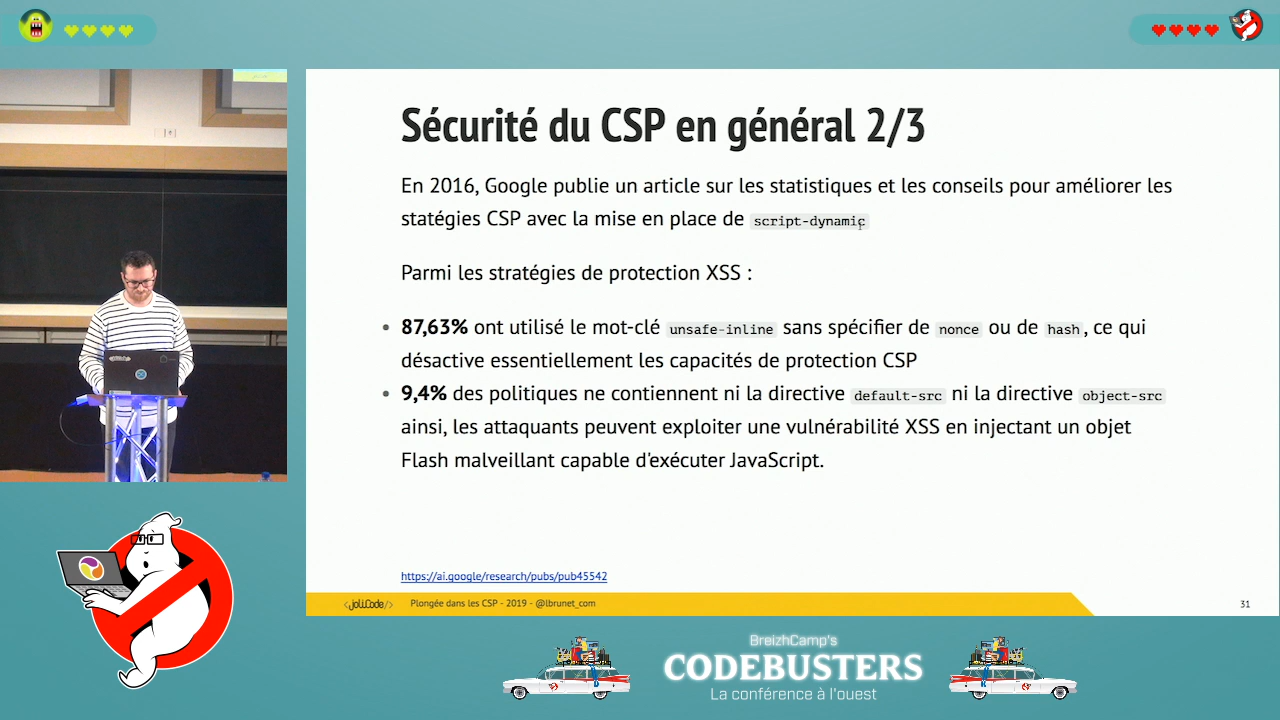 Sécurité du CSP en général 2/3
En 2016, Google publie un article sur les statistiques et les conseils pour améliorer les
statégies CSP avec la mise en place de script-dynamic
Parmi les stratégies de protection XSS :
87,63% ont utilisé le mot-clé unsafe-inline sans spécifier de nonce ou de hash, ce qui
désactive essentiellement les capacités de protection CSP
9,4% des politiques ne contiennent ni la directive default-src ni la directive object-src
ainsi, les attaquants peuvent exploiter une vulnérabilité XSS en injectant un objet
Flash malveillant capable d'exécuter JavaScript.
https://ai.google/research/pubs/pub45542
<joliCode/> Plongée dans les CSP - 2019 - @lbrunet_com 31
BreizhCamp's
CODEBUSTERS
La conférence à l'ouest